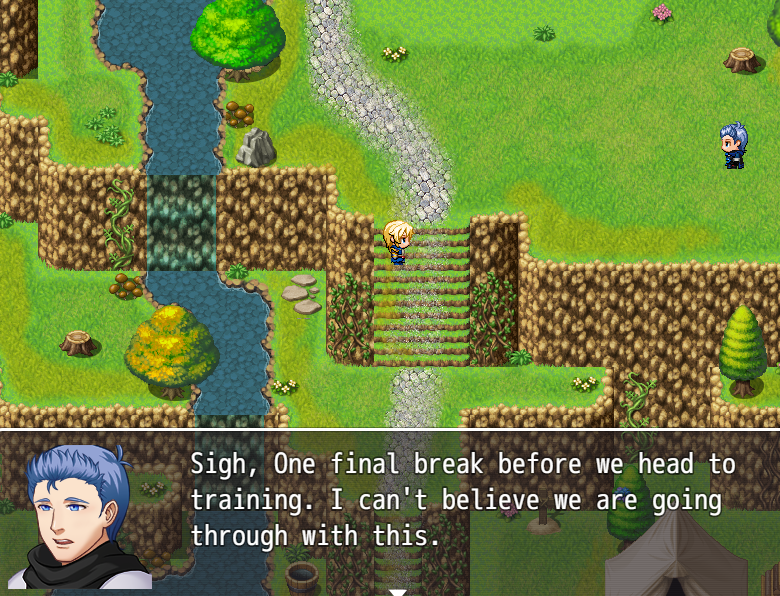 Sigh, One final break before we head to
training. I can't believe we are going
through with this.